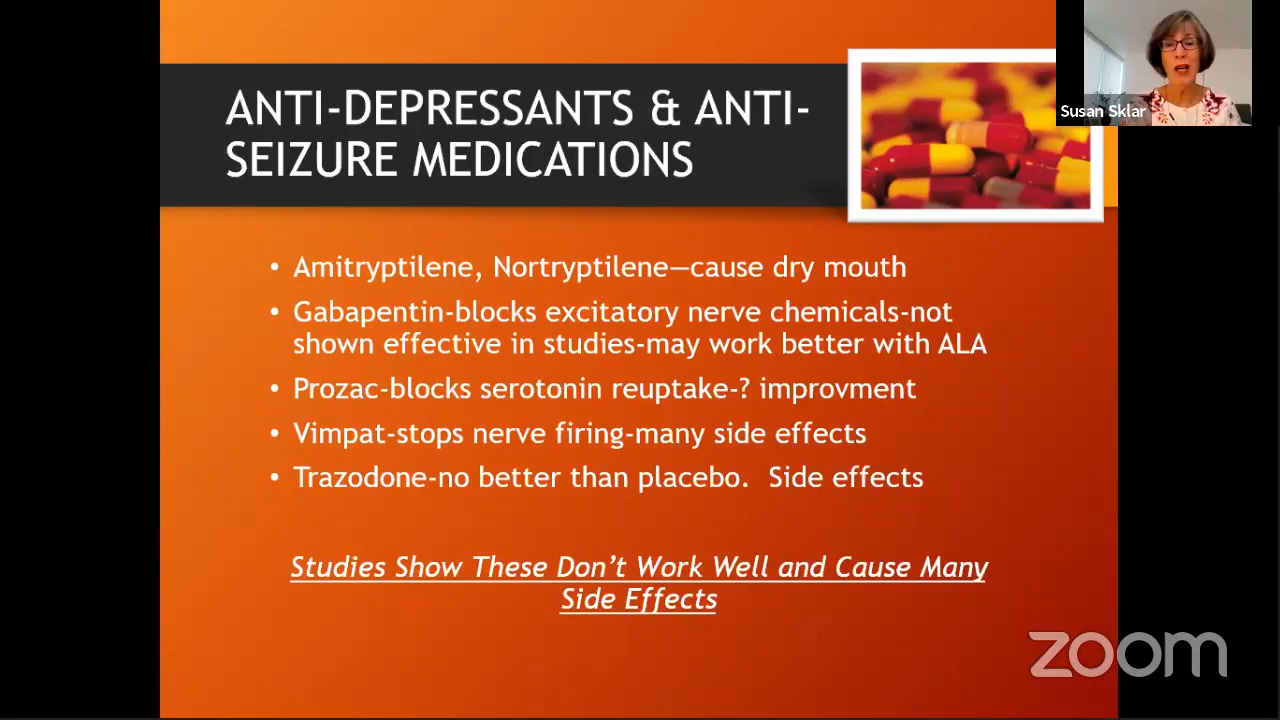 ANTI-DEPRESSANTS & ANTI-
SEIZURE MEDICATIONS
Susan Sklar
• Amitryptilene, Nortryptilene—cause dry mouth
• Gabapentin-blocks excitatory nerve chemicals-not
shown effective in studies-may work better with ALA
• Prozac-blocks serotonin reuptake-? improvment
• Vimpat-stops nerve firing-many side effects
• Trazodone-no better than placebo.  Side effects
Studies Show These Don’t Work Well and Cause Many
Side Effects
zoom